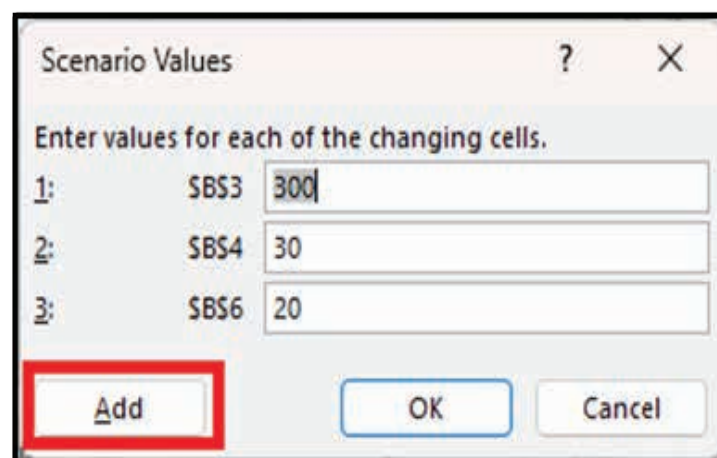 Scenario Values ? X
Enter values for each of the changing cells.
1: $B$3 300
2: $B$4 30
3: $B$6 20
Add OK Cancel